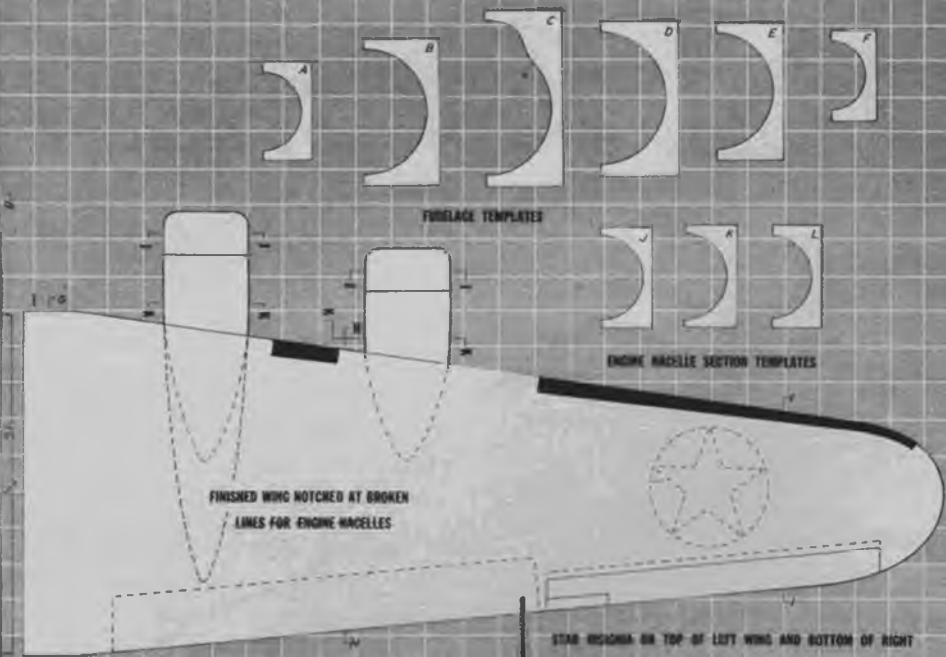 A
B
C
D
E
F
FUSELAGE TEMPLATES
J
K
L
ENGINE NACELLE SECTION TEMPLATES
FINISHED WING NOTCHED AT BROKEN
LINES FOR ENGINE NACELLES
STAR INSIGNIA ON TOP OF LEFT WING AND BOTTOM OF RIGHT